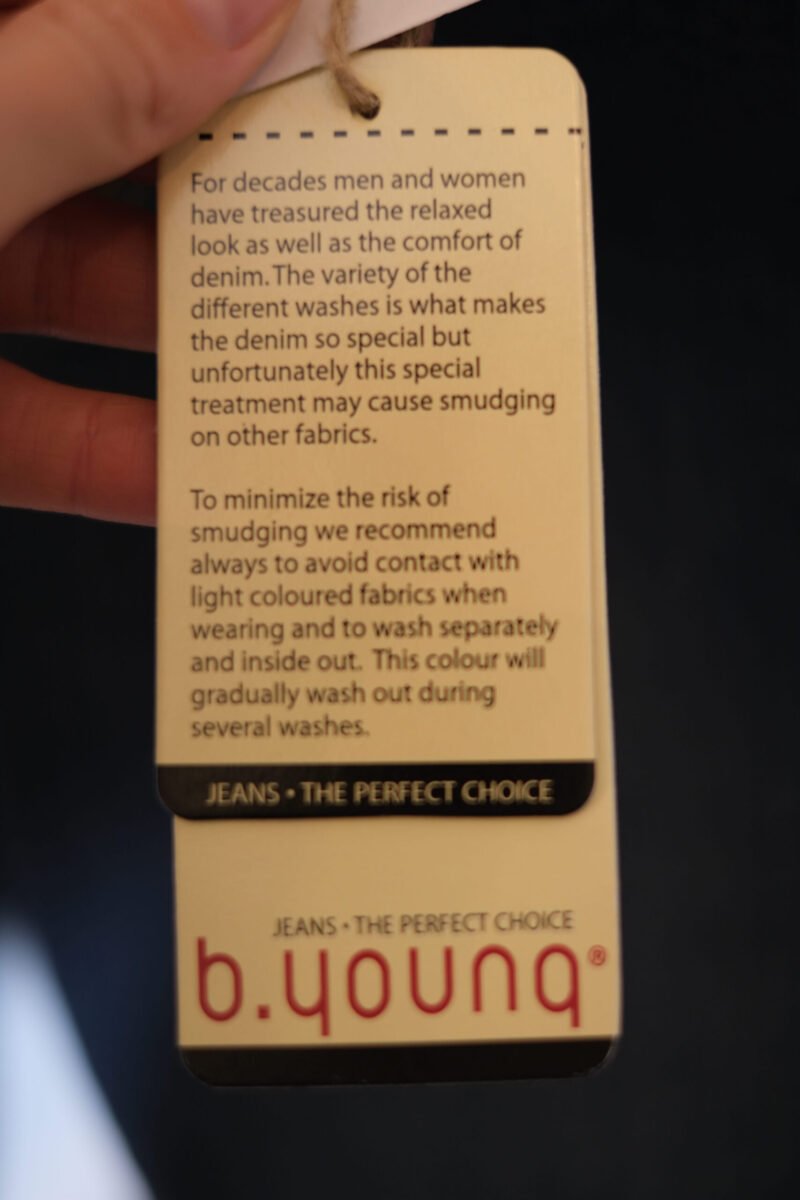 For decades men and women
have treasured the relaxed
look as well as the comfort of
denim. The variety of the
different washes is what makes
the denim so special but
unfortunately this special
treatment may cause smudging
on other fabrics.
To minimize the risk of
smudging we recommend
always to avoid contact with
light coloured fabrics when
wearing and to wash separately
and inside out. This colour will
gradually wash out during
several washes.
JEANS • THE PERFECT CHOICE
JEANS • THE PERFECT CHOICE
b.young®